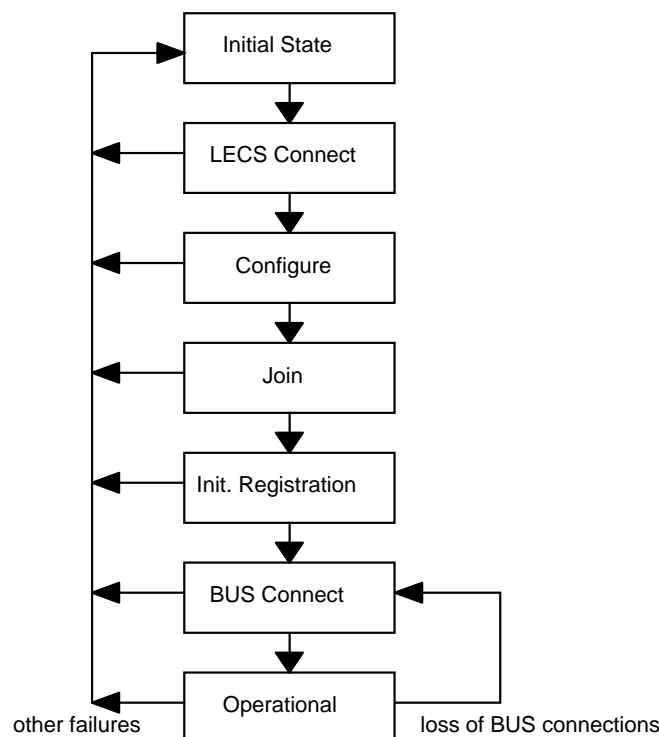 Initial State
LECS Connect
Configure
Join
Init. Registration
BUS Connect
Operational
other failures
loss of BUS connections